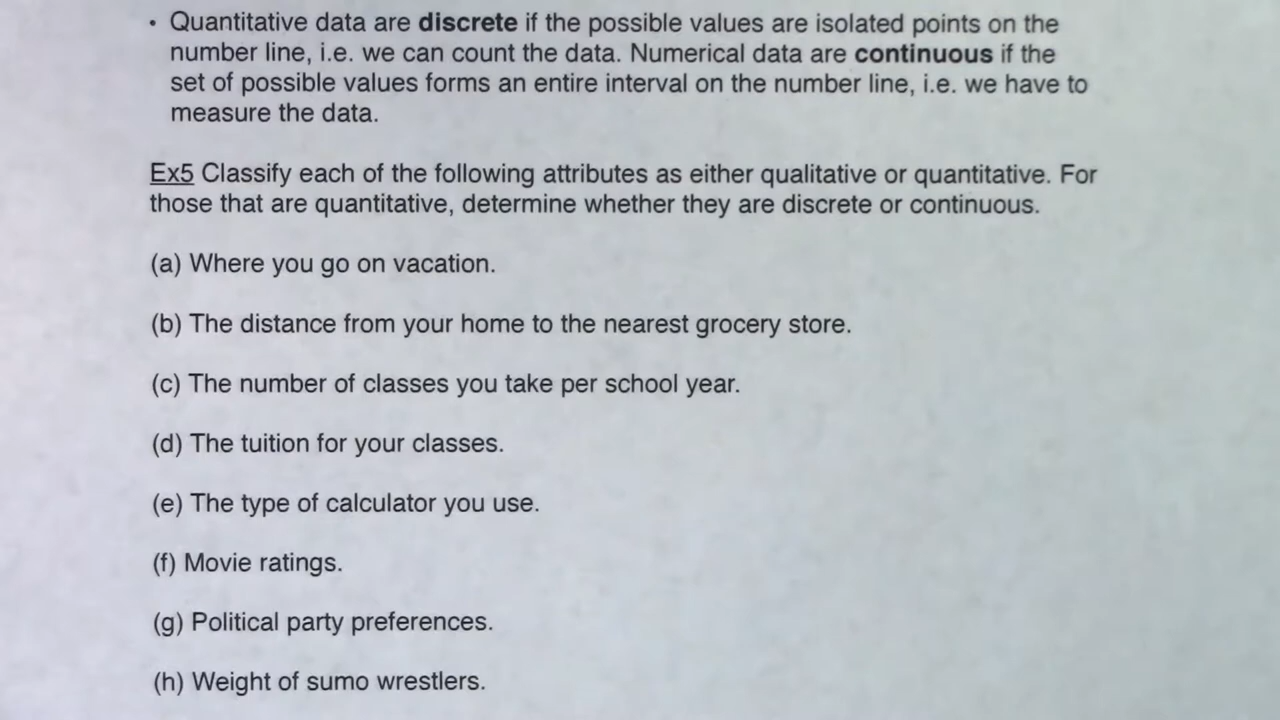 • Quantitative data are discrete if the possible values are isolated points on the
number line, i.e. we can count the data. Numerical data are continuous if the
set of possible values forms an entire interval on the number line, i.e. we have to
measure the data.
Ex5 Classify each of the following attributes as either qualitative or quantitative. For
those that are quantitative, determine whether they are discrete or continuous.
(a) Where you go on vacation.
(b) The distance from your home to the nearest grocery store.
(c) The number of classes you take per school year.
(d) The tuition for your classes.
(e) The type of calculator you use.
(f) Movie ratings.
(g) Political party preferences.
(h) Weight of sumo wrestlers.